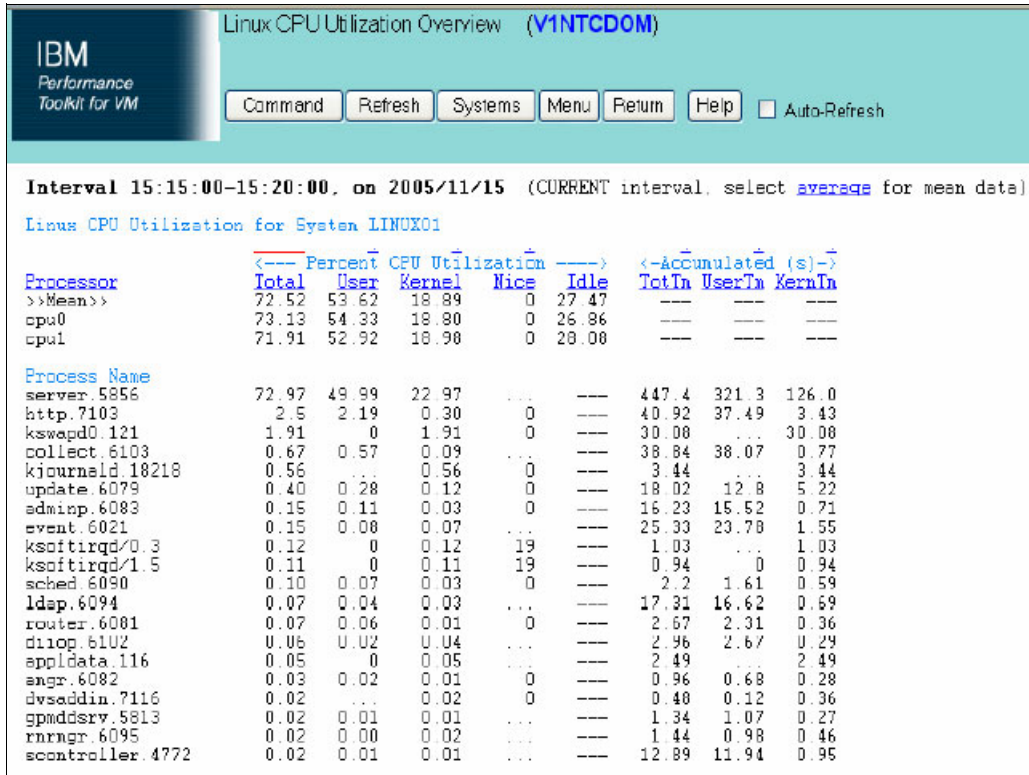 Linux CPU Utilization Overview (V1NTCDOM)
IBM
Performance
Toolkit for VM
Command Refresh Systems Menu Return Help Auto-Refresh
Interval 15:15:00-15:20:00, on 2005/11/15 (CURRENT interval, select average for mean data)
Linux CPU Utilization for System LINUX01
<--- Percent CPU Utilization ----> <-Accumulated (s)->
Processor Total User Kernel Nice Idle TotTm UserTm KernTm
>>Mean>> 72.52 53.62 18.89 0 27.47 --- --- ---
cpu0 73.13 54.33 18.80 0 26.86 --- --- ---
cpu1 71.91 52.92 18.98 0 28.08 --- --- ---
Process Name
server.5856 72.97 49.99 22.97 ... --- 447.4 321.3 126.0
http.7103 2.5 2.19 0.30 0 --- 40.92 37.49 3.43
kswapd0.121 1.91 0 1.91 0 --- 30.08 ... 30.08
collect.6103 0.67 0.57 0.09 ... --- 38.84 38.07 0.77
kjournald.18218 0.56 ... 0.56 0 --- 3.44 ... 3.44
update.6079 0.40 0.28 0.12 0 --- 18.02 12.8 5.22
adminp.6083 0.15 0.11 0.03 0 --- 16.23 15.52 0.71
event.6021 0.15 0.08 0.07 ... --- 25.33 23.78 1.55
ksoftirqd/0.3 0.12 0 0.12 19 --- 1.03 ... 1.03
ksoftirqd/1.5 0.11 0 0.11 19 --- 0.94 0 0.94
sched.6090 0.10 0.07 0.03 0 --- 2.2 1.61 0.59
ldap.6094 0.07 0.04 0.03 ... --- 17.31 16.62 0.69
router.6081 0.07 0.06 0.01 0 --- 2.67 2.31 0.36
diiop.6102 0.06 0.02 0.04 ... --- 2.96 2.67 0.29
appldata.116 0.05 0 0.05 ... --- 2.49 ... 2.49
amgr.6082 0.03 0.02 0.01 0 --- 0.96 0.68 0.28
dvsaddin.7116 0.02 ... 0.02 0 --- 0.48 0.12 0.36
gpmddsrv.5813 0.02 0.01 0.01 ... --- 1.34 1.07 0.27
rnrmgr.6095 0.02 0.00 0.02 ... --- 1.44 0.98 0.46
scontroller.4772 0.02 0.01 0.01 ... --- 12.89 11.94 0.95